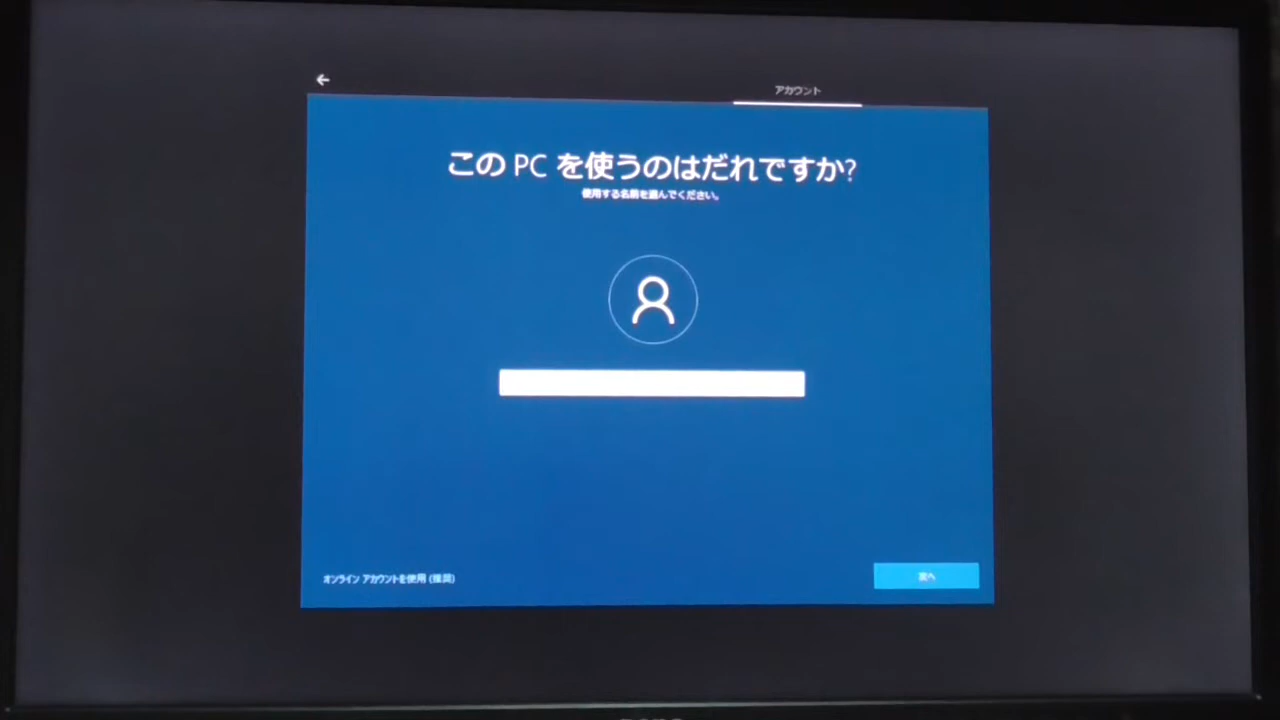 アカウント
この PC を使うのはだれですか?
使用する名前を選んでください。
オンライン アカウントを使用 (推奨)
次へ